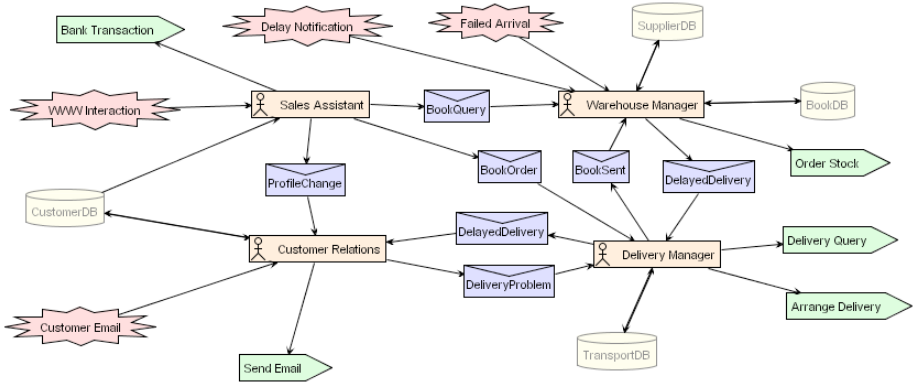 Delay Notification
Failed Arrival
SupplierDB
Bank Transaction
WWW Interaction
Sales Assistant
BookQuery
Warehouse Manager
BookDB
ProfileChange
BookOrder
BookSent
DelayedDelivery
Order Stock
CustomerDB
Customer Relations
DelayedDelivery
DeliveryProblem
Delivery Manager
Delivery Query
Arrange Delivery
Customer Email
Send Email
TransportDB